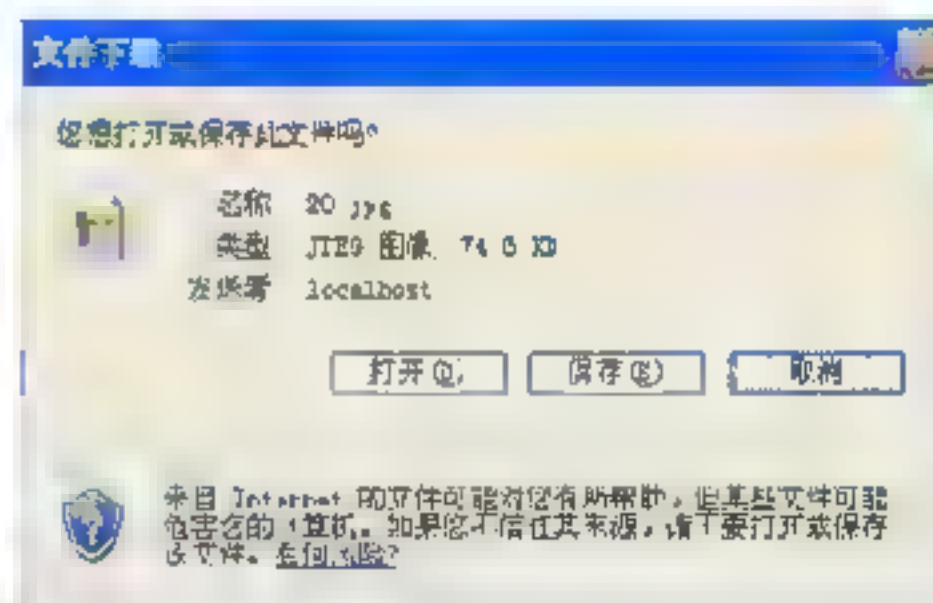 文件下载
您想打开或保存此文件吗?
名称 20.jpg
类型 JPEG 图像,
发送者 localhost
打开(O) 保存(S) 取消
来自 Internet 的文件可能对您有所帮助,但某些文件可能
危害您的计算机。如果您不信任其来源,请不要打开或保存
该文件。有何风险?